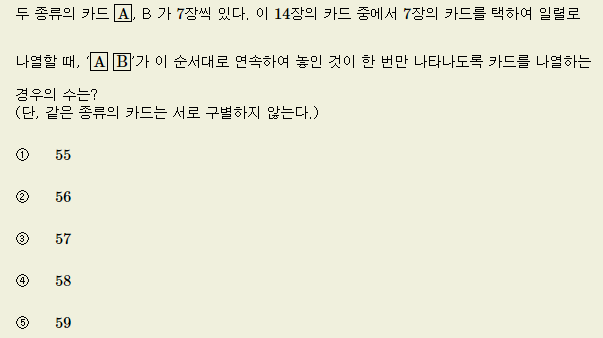 두 종류의 카드 A, B 가 7장씩 있다. 이 14장의 카드 중에서 7장의 카드를 택하여 일렬로
나열할 때, ‘A B’가 이 순서대로 연속하여 놓인 것이 한 번만 나타나도록 카드를 나열하는
경우의 수는?
(단, 같은 종류의 카드는 서로 구별하지 않는다.)
① 55
② 56
③ 57
④ 58
⑤ 59